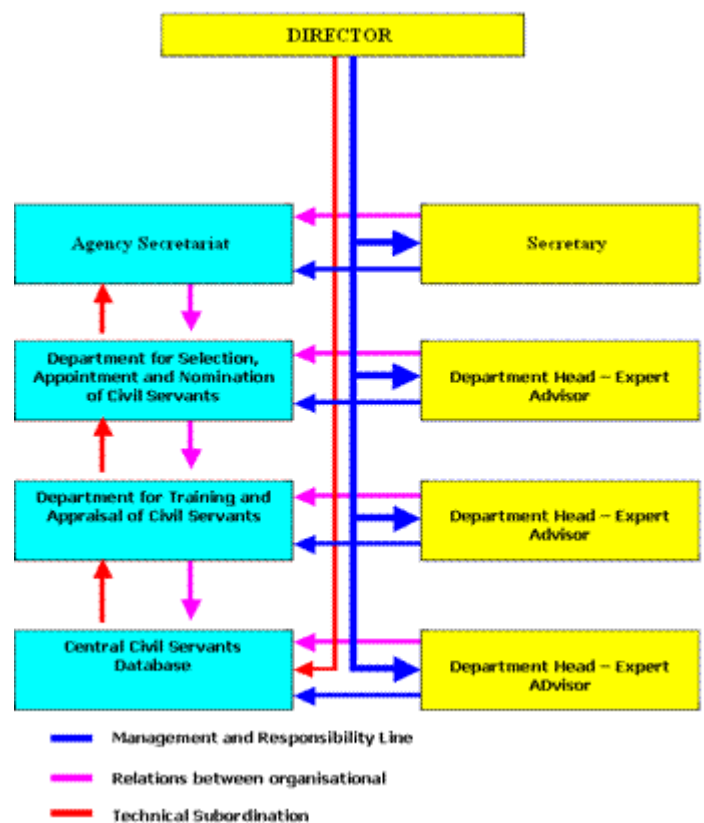 DIRECTOR
Agency Secretariat
Secretary
Department for Selection,
Appointment and Nomination
of Civil Servants
Department Head – Expert
Advisor
Department for Training and
Appraisal of Civil Servants
Department Head – Expert
Advisor
Central Civil Servants
Database
Department Head – Expert
ADvisor
Management and Responsibility Line
Relations between organisational
Technical Subordination